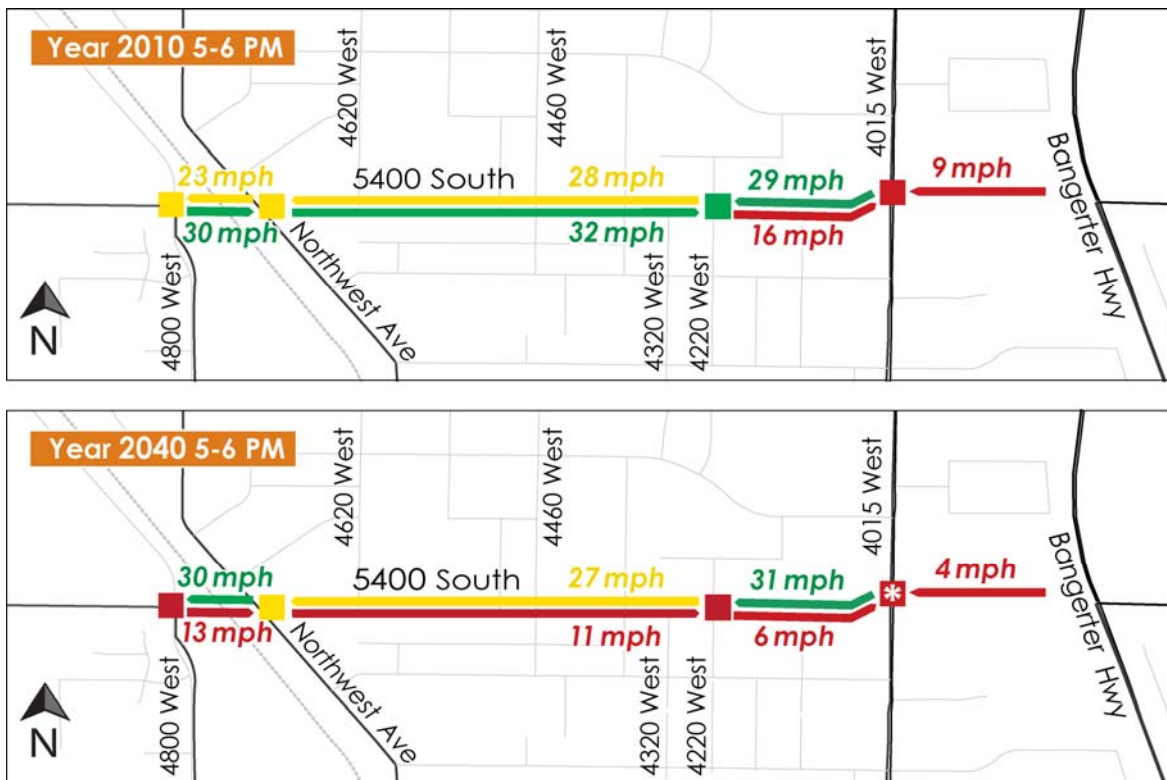 Year 2010 5-6 PM
4620 West
4460 West
4015 West
Bangerter Hwy
23 mph
5400 South
28 mph
29 mph
9 mph
30 mph
32 mph
16 mph
Northwest Ave
4800 West
4320 West
4220 West
N
Year 2040 5-6 PM
4620 West
4460 West
4015 West
Bangerter Hwy
30 mph
5400 South
27 mph
31 mph
4 mph
*
13 mph
11 mph
6 mph
Northwest Ave
4800 West
4320 West
4220 West
N